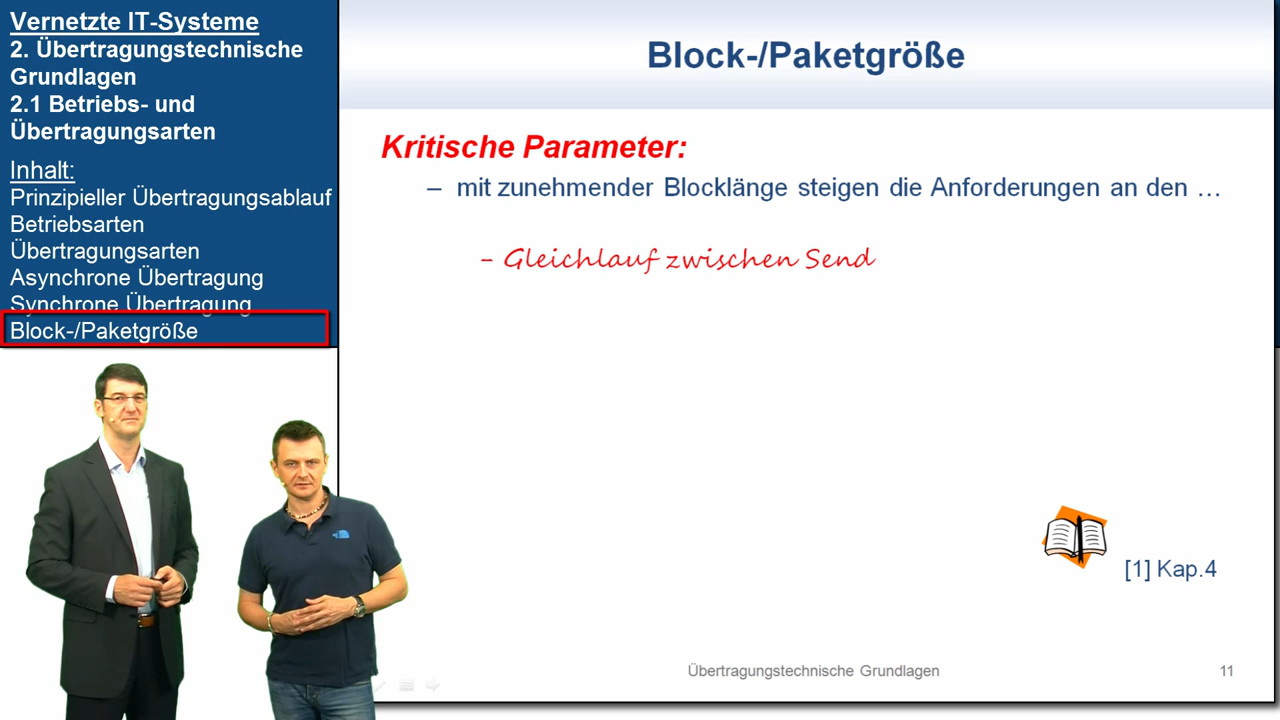 Vernetzte IT-Systeme
2. Übertragungstechnische
Grundlagen
2.1 Betriebs- und
Übertragungsarten
Inhalt:
Prinzipieller Übertragungsablauf
Betriebsarten
Übertragungsarten
Asynchrone Übertragung
Synchrone Übertragung
Block-/Paketgröße
Block-/Paketgröße
Kritische Parameter:
– mit zunehmender Blocklänge steigen die Anforderungen an den …
- Gleichlauf zwischen Send
[1] Kap.4
Übertragungstechnische Grundlagen
11